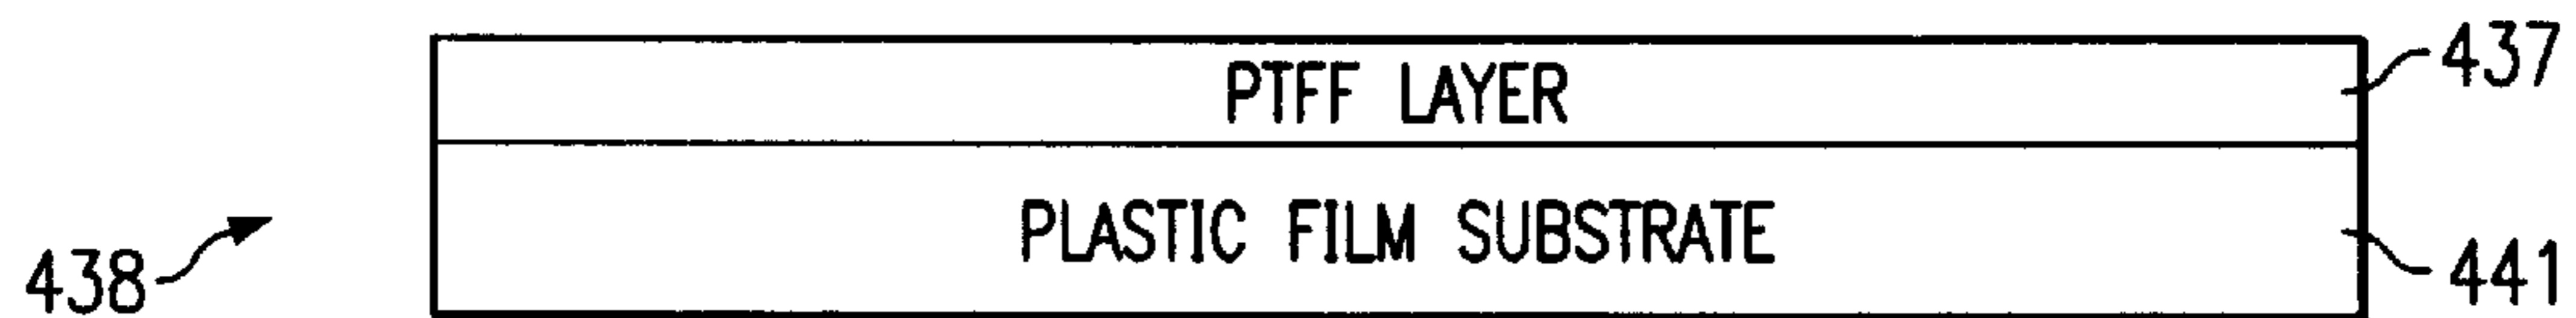 PTFF LAYER
437
PLASTIC FILM SUBSTRATE
438
441